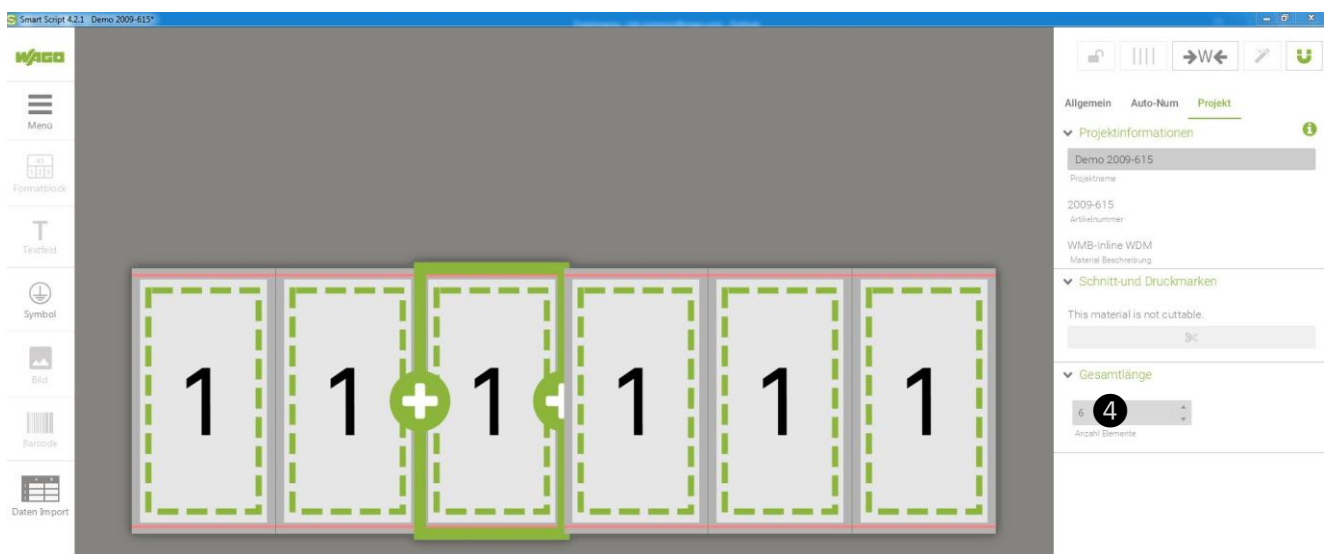 Smart Script 4.2.1 Demo 2009-615*
WAGO
Menü
Formatblock
Textfeld
Symbol
Bild
Barcode
Daten Import
1 1 1 1 1 1
W
Allgemein Auto-Num Projekt
Projektinformationen
Demo 2009-615
Projektname
2009-615
Artikelnummer
WMB-Inline WDM
Material Beschreibung
Schnitt-und Druckmarken
This material is not cuttable.
Gesamtlänge
6 4
Anzahl Elemente